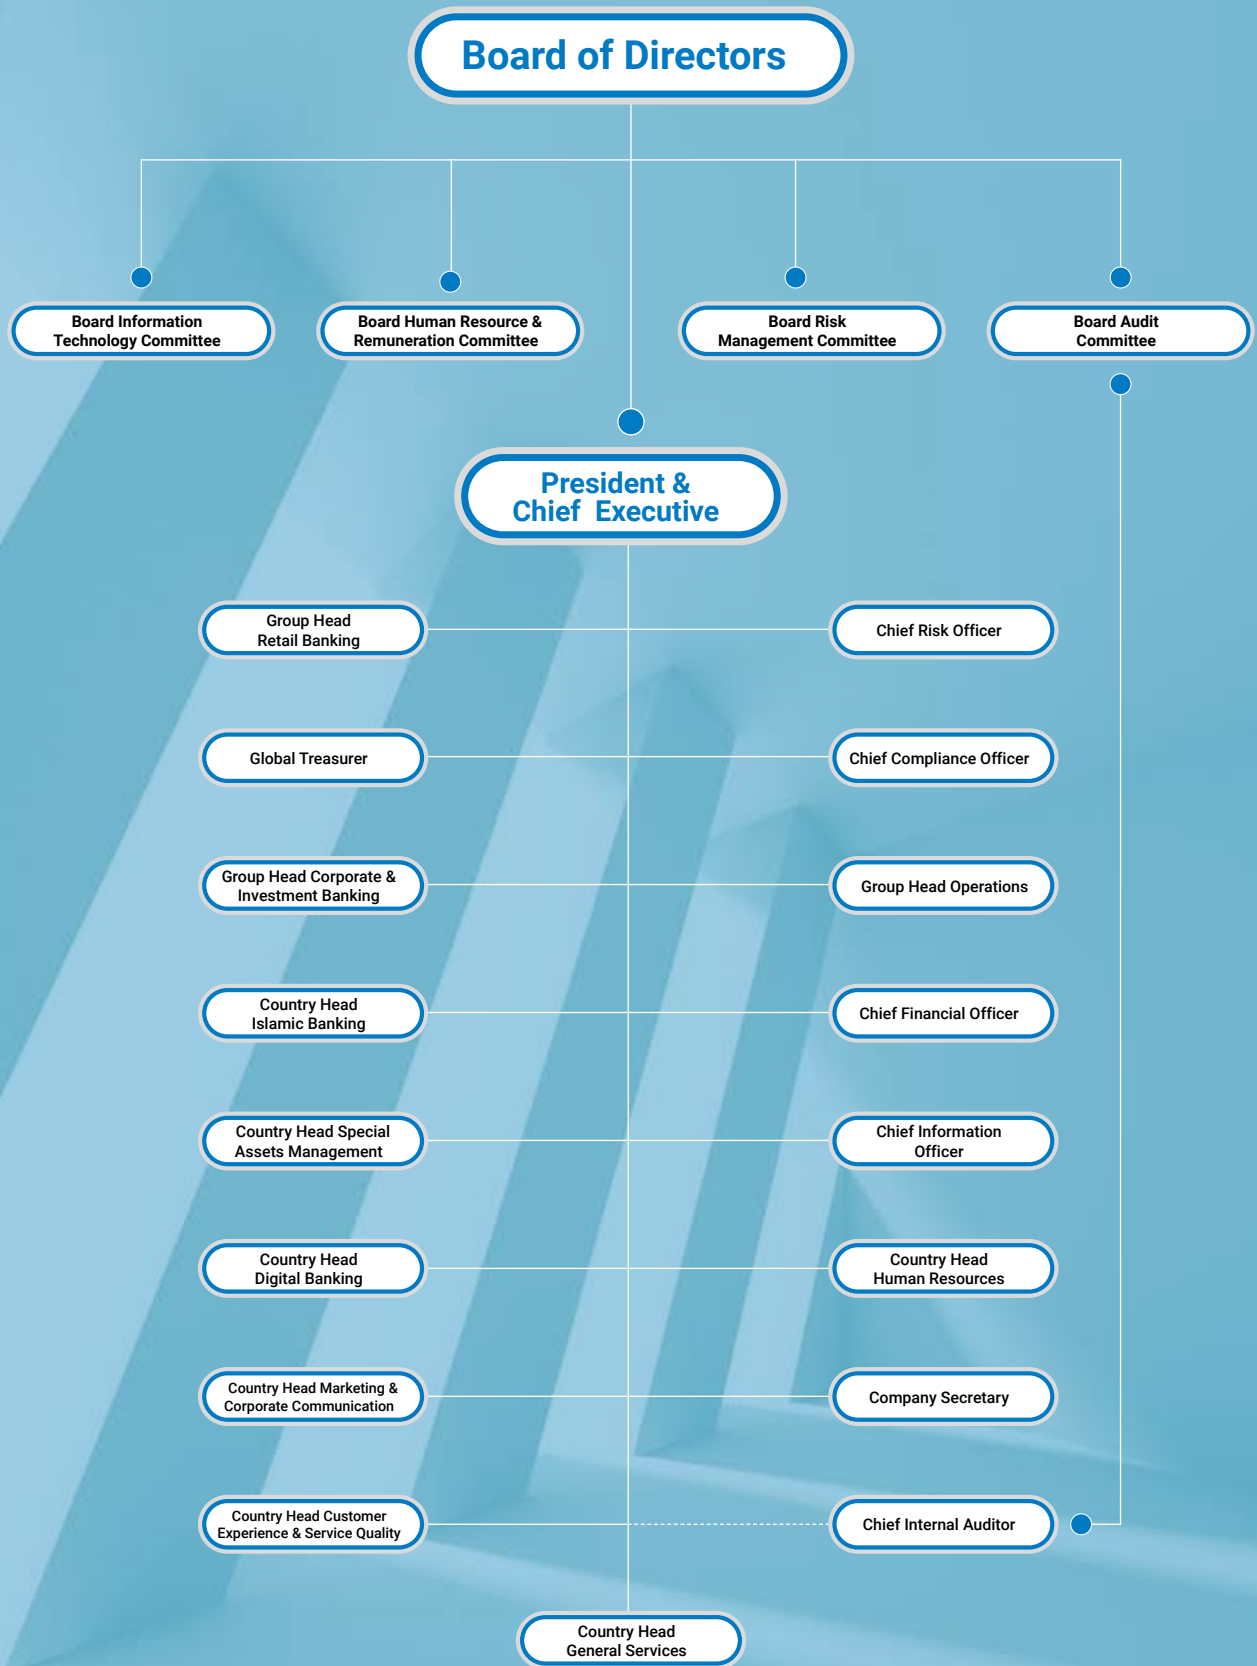 Board of Directors
Board Information
Technology Committee
Board Human Resource &
Remuneration Committee
Board Risk
Management Committee
Board Audit
Committee
President &
Chief Executive
Group Head
Retail Banking
Chief Risk Officer
Global Treasurer
Chief Compliance Officer
Group Head Corporate &
Investment Banking
Group Head Operations
Country Head
Islamic Banking
Chief Financial Officer
Country Head Special
Assets Management
Chief Information
Officer
Country Head
Digital Banking
Country Head
Human Resources
Country Head Marketing &
Corporate Communication
Company Secretary
Country Head Customer
Experience & Service Quality
Chief Internal Auditor
Country Head
General Services